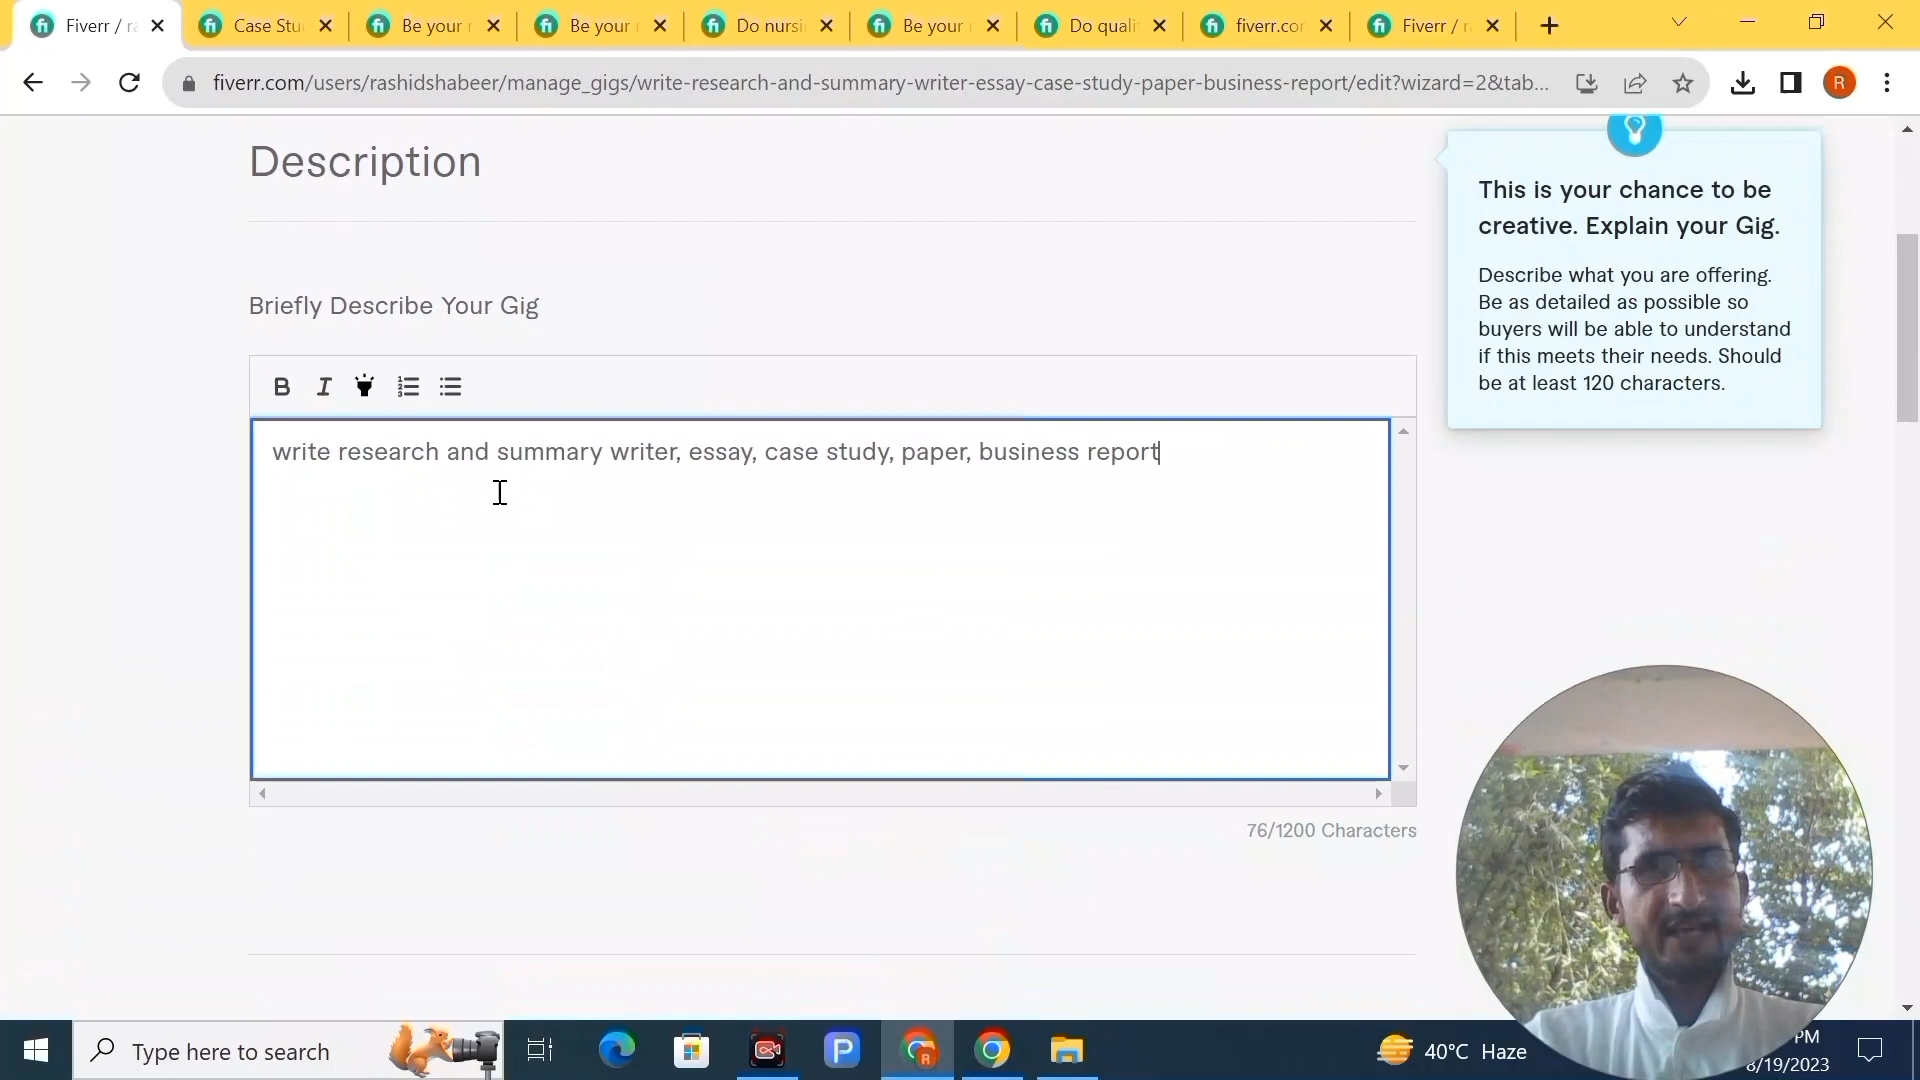 Fiverr / ra
Case Stu
Be your r
Be your r
Do nursi
Be your r
Do quali
fiverr.cor
Fiverr / r
fiverr.com/users/rashidshabeer/manage_gigs/write-research-and-summary-writer-essay-case-study-paper-business-report/edit?wizard=2&tab...
R
Description
Briefly Describe Your Gig
B I
write research and summary writer, essay, case study, paper, business report
76/1200 Characters
This is your chance to be
creative. Explain your Gig.
Describe what you are offering.
Be as detailed as possible so
buyers will be able to understand
if this meets their needs. Should
be at least 120 characters.
Type here to search
40°C Haze
PM
8/19/2023